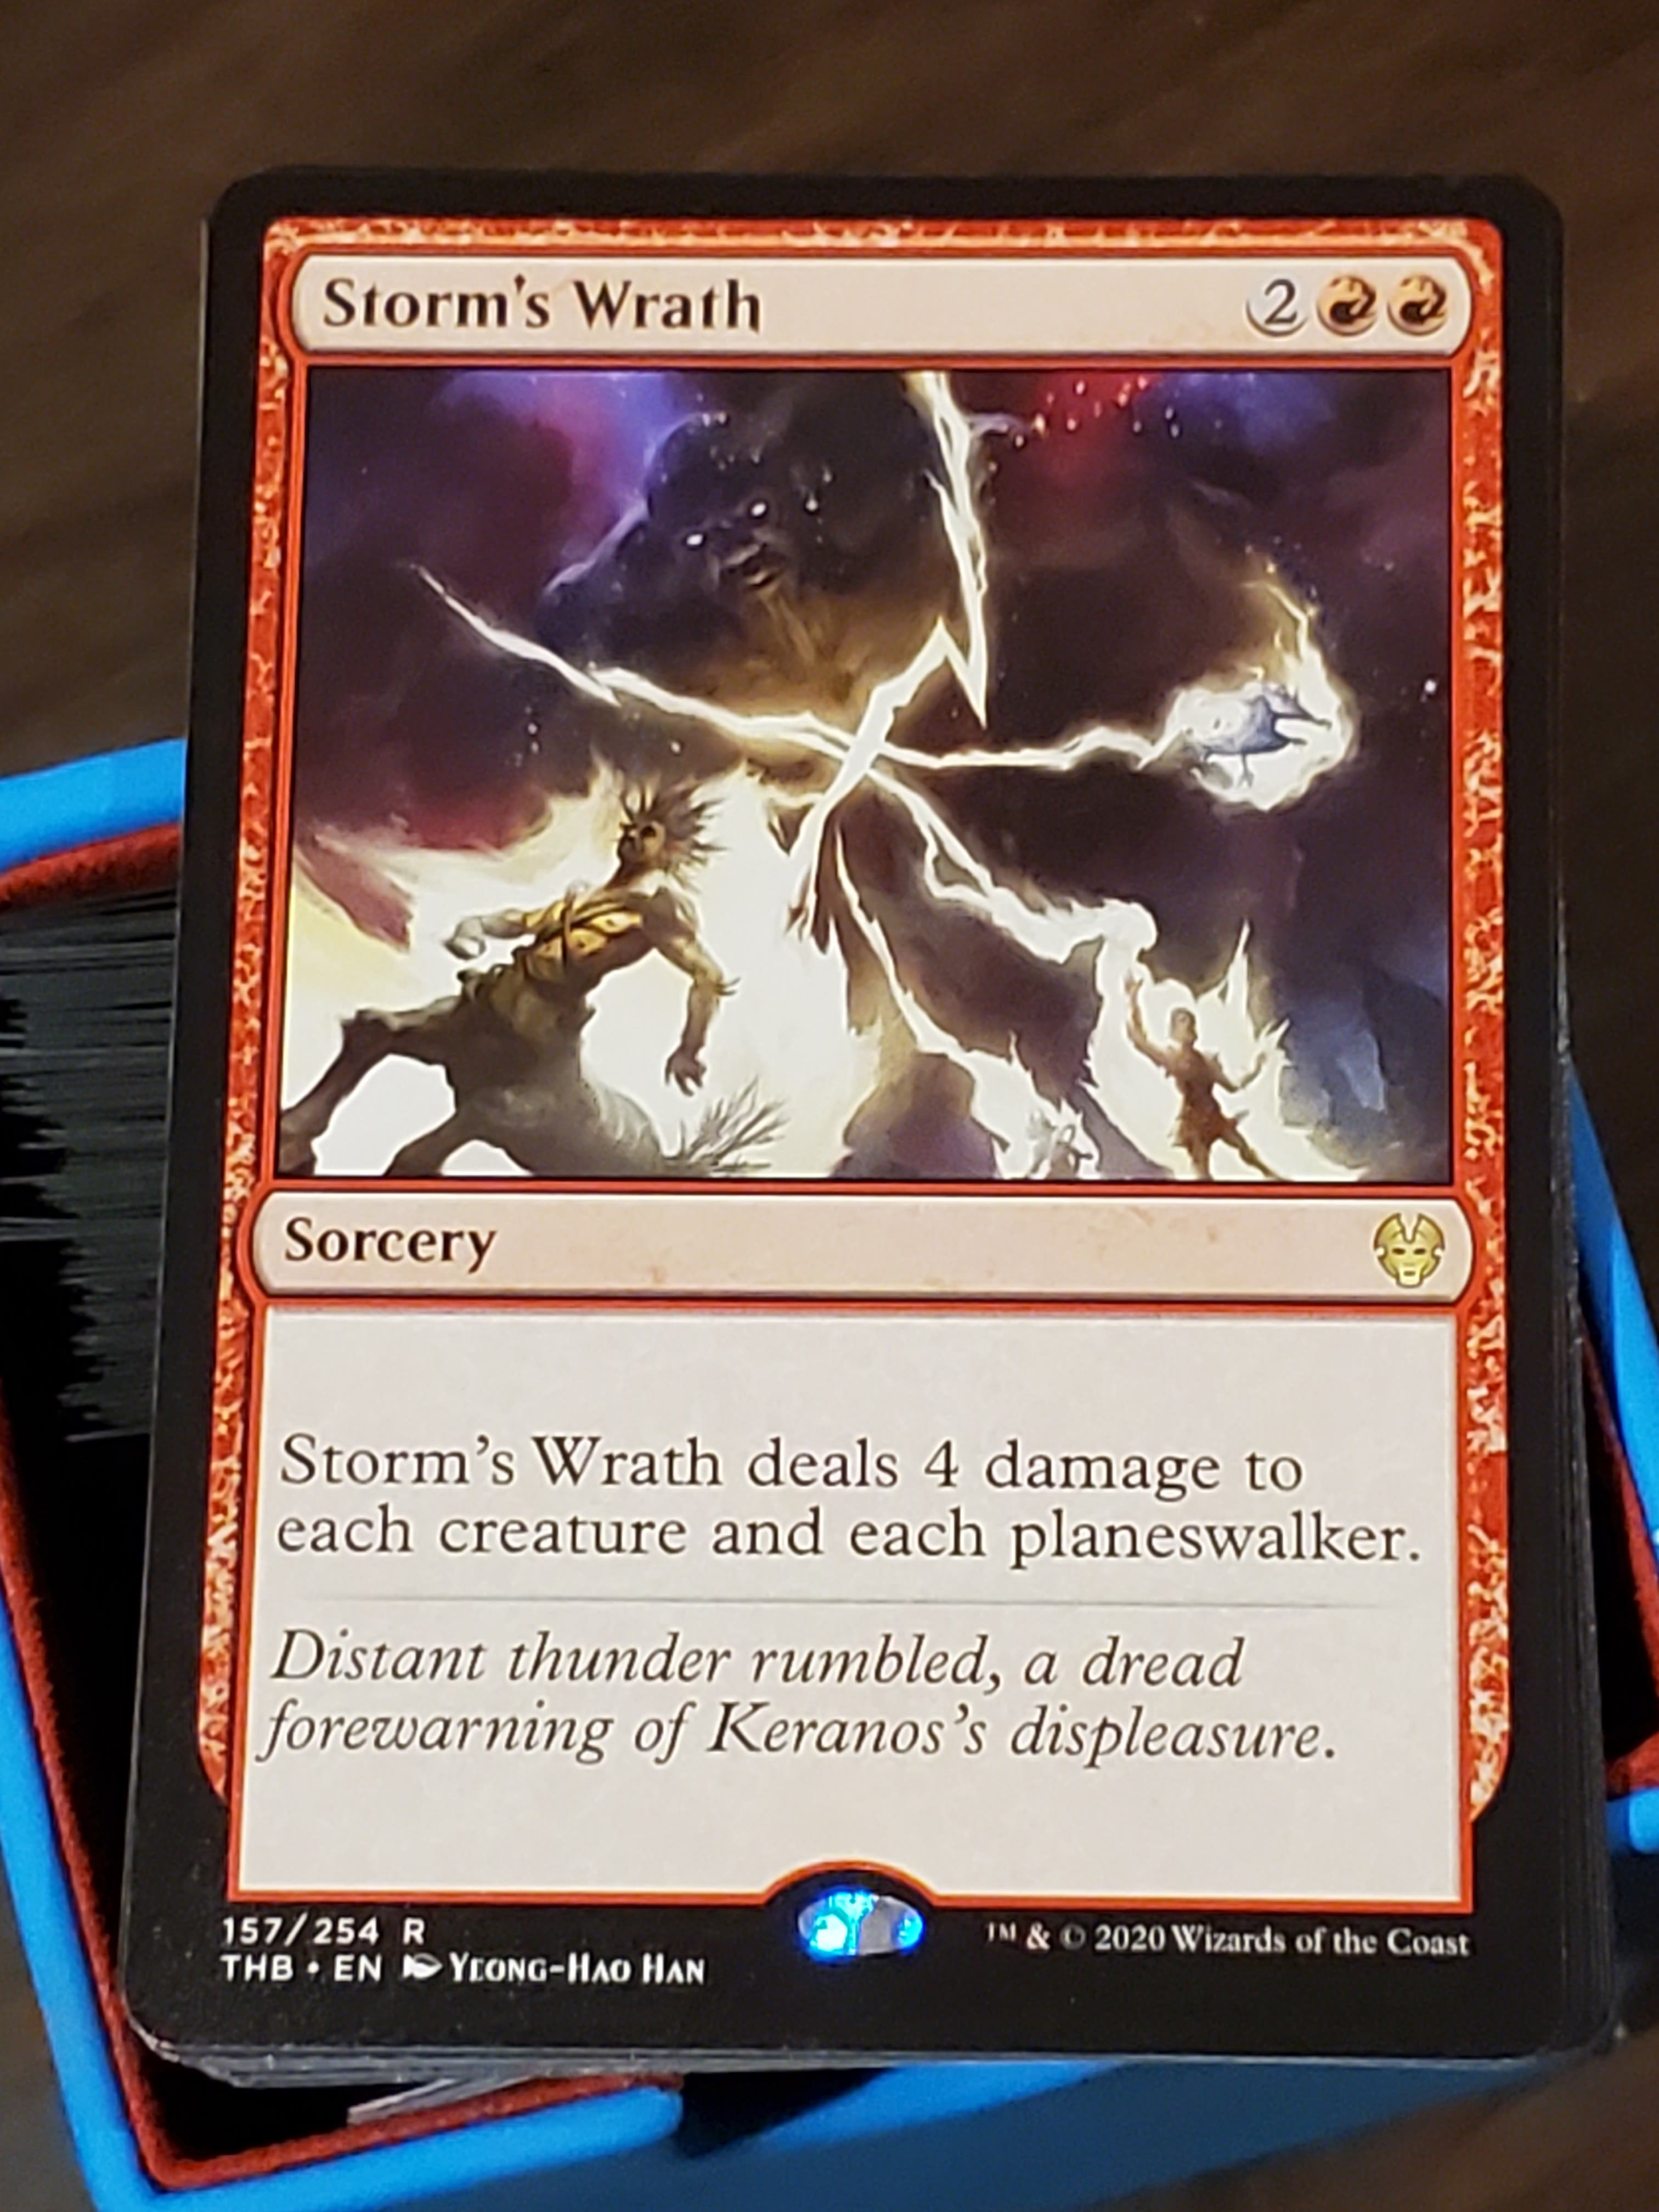 Storm's Wrath 2
Sorcery
Storm's Wrath deals 4 damage to
each creature and each planeswalker.
Distant thunder rumbled, a dread
forewarning of Keranos's displeasure.
157/254 R
THB • EN Yeong-Hao Han
™ & © 2020 Wizards of the Coast